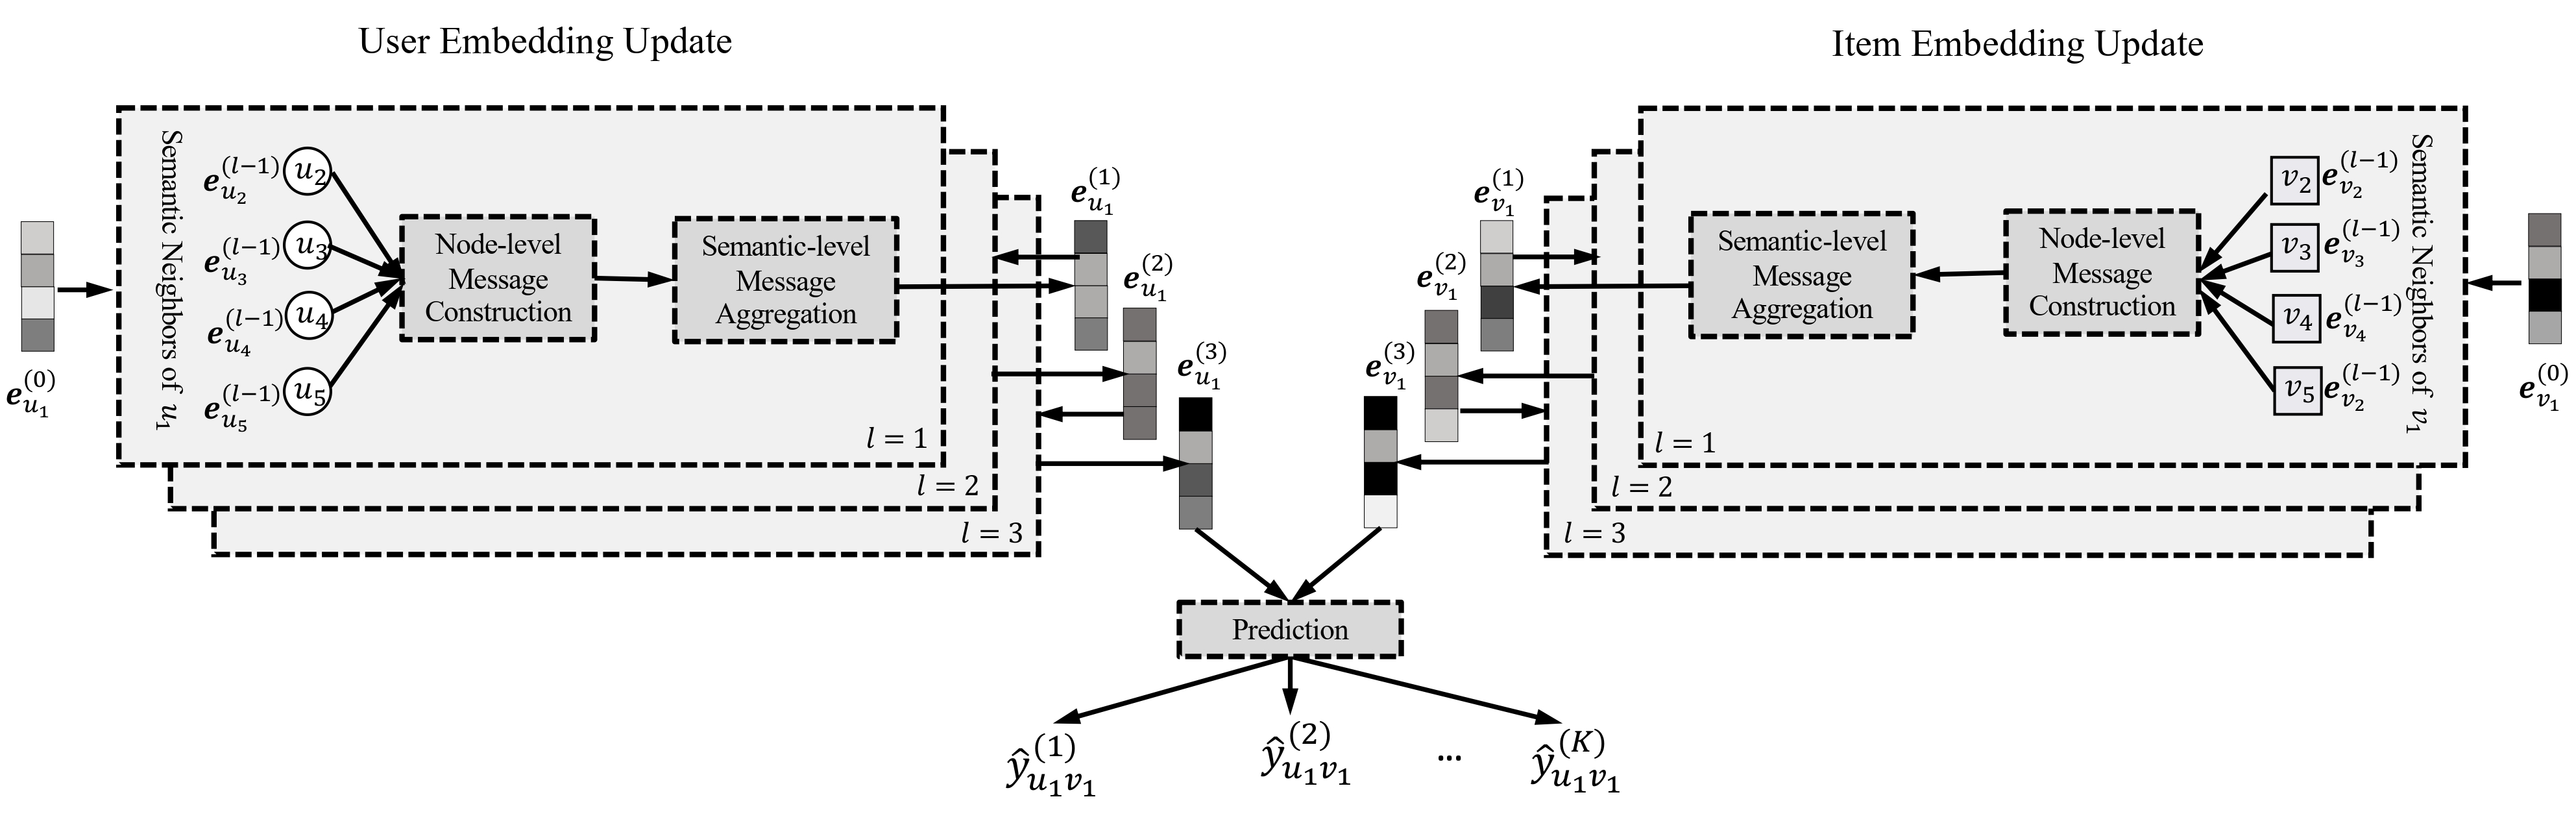 User Embedding Update
Item Embedding Update
e_{u_1}^{(0)}
Semantic Neighbors of u_1
e_{u_2}^{(l-1)} u_2
e_{u_3}^{(l-1)} u_3
e_{u_4}^{(l-1)} u_4
e_{u_5}^{(l-1)} u_5
Node-level
Message
Construction
Semantic-level
Message
Aggregation
l = 1
l = 2
l = 3
e_{u_1}^{(1)}
e_{u_1}^{(2)}
e_{u_1}^{(3)}
e_{v_1}^{(1)}
e_{v_1}^{(2)}
e_{v_1}^{(3)}
Semantic-level
Message
Aggregation
Node-level
Message
Construction
v_2 e_{v_2}^{(l-1)}
v_3 e_{v_3}^{(l-1)}
v_4 e_{v_4}^{(l-1)}
v_5 e_{v_2}^{(l-1)}
Semantic Neighbors of v_1
l = 1
l = 2
l = 3
e_{v_1}^{(0)}
Prediction
ŷ_{u_1v_1}^{(1)} ŷ_{u_1v_1}^{(2)} ... ŷ_{u_1v_1}^{(K)}